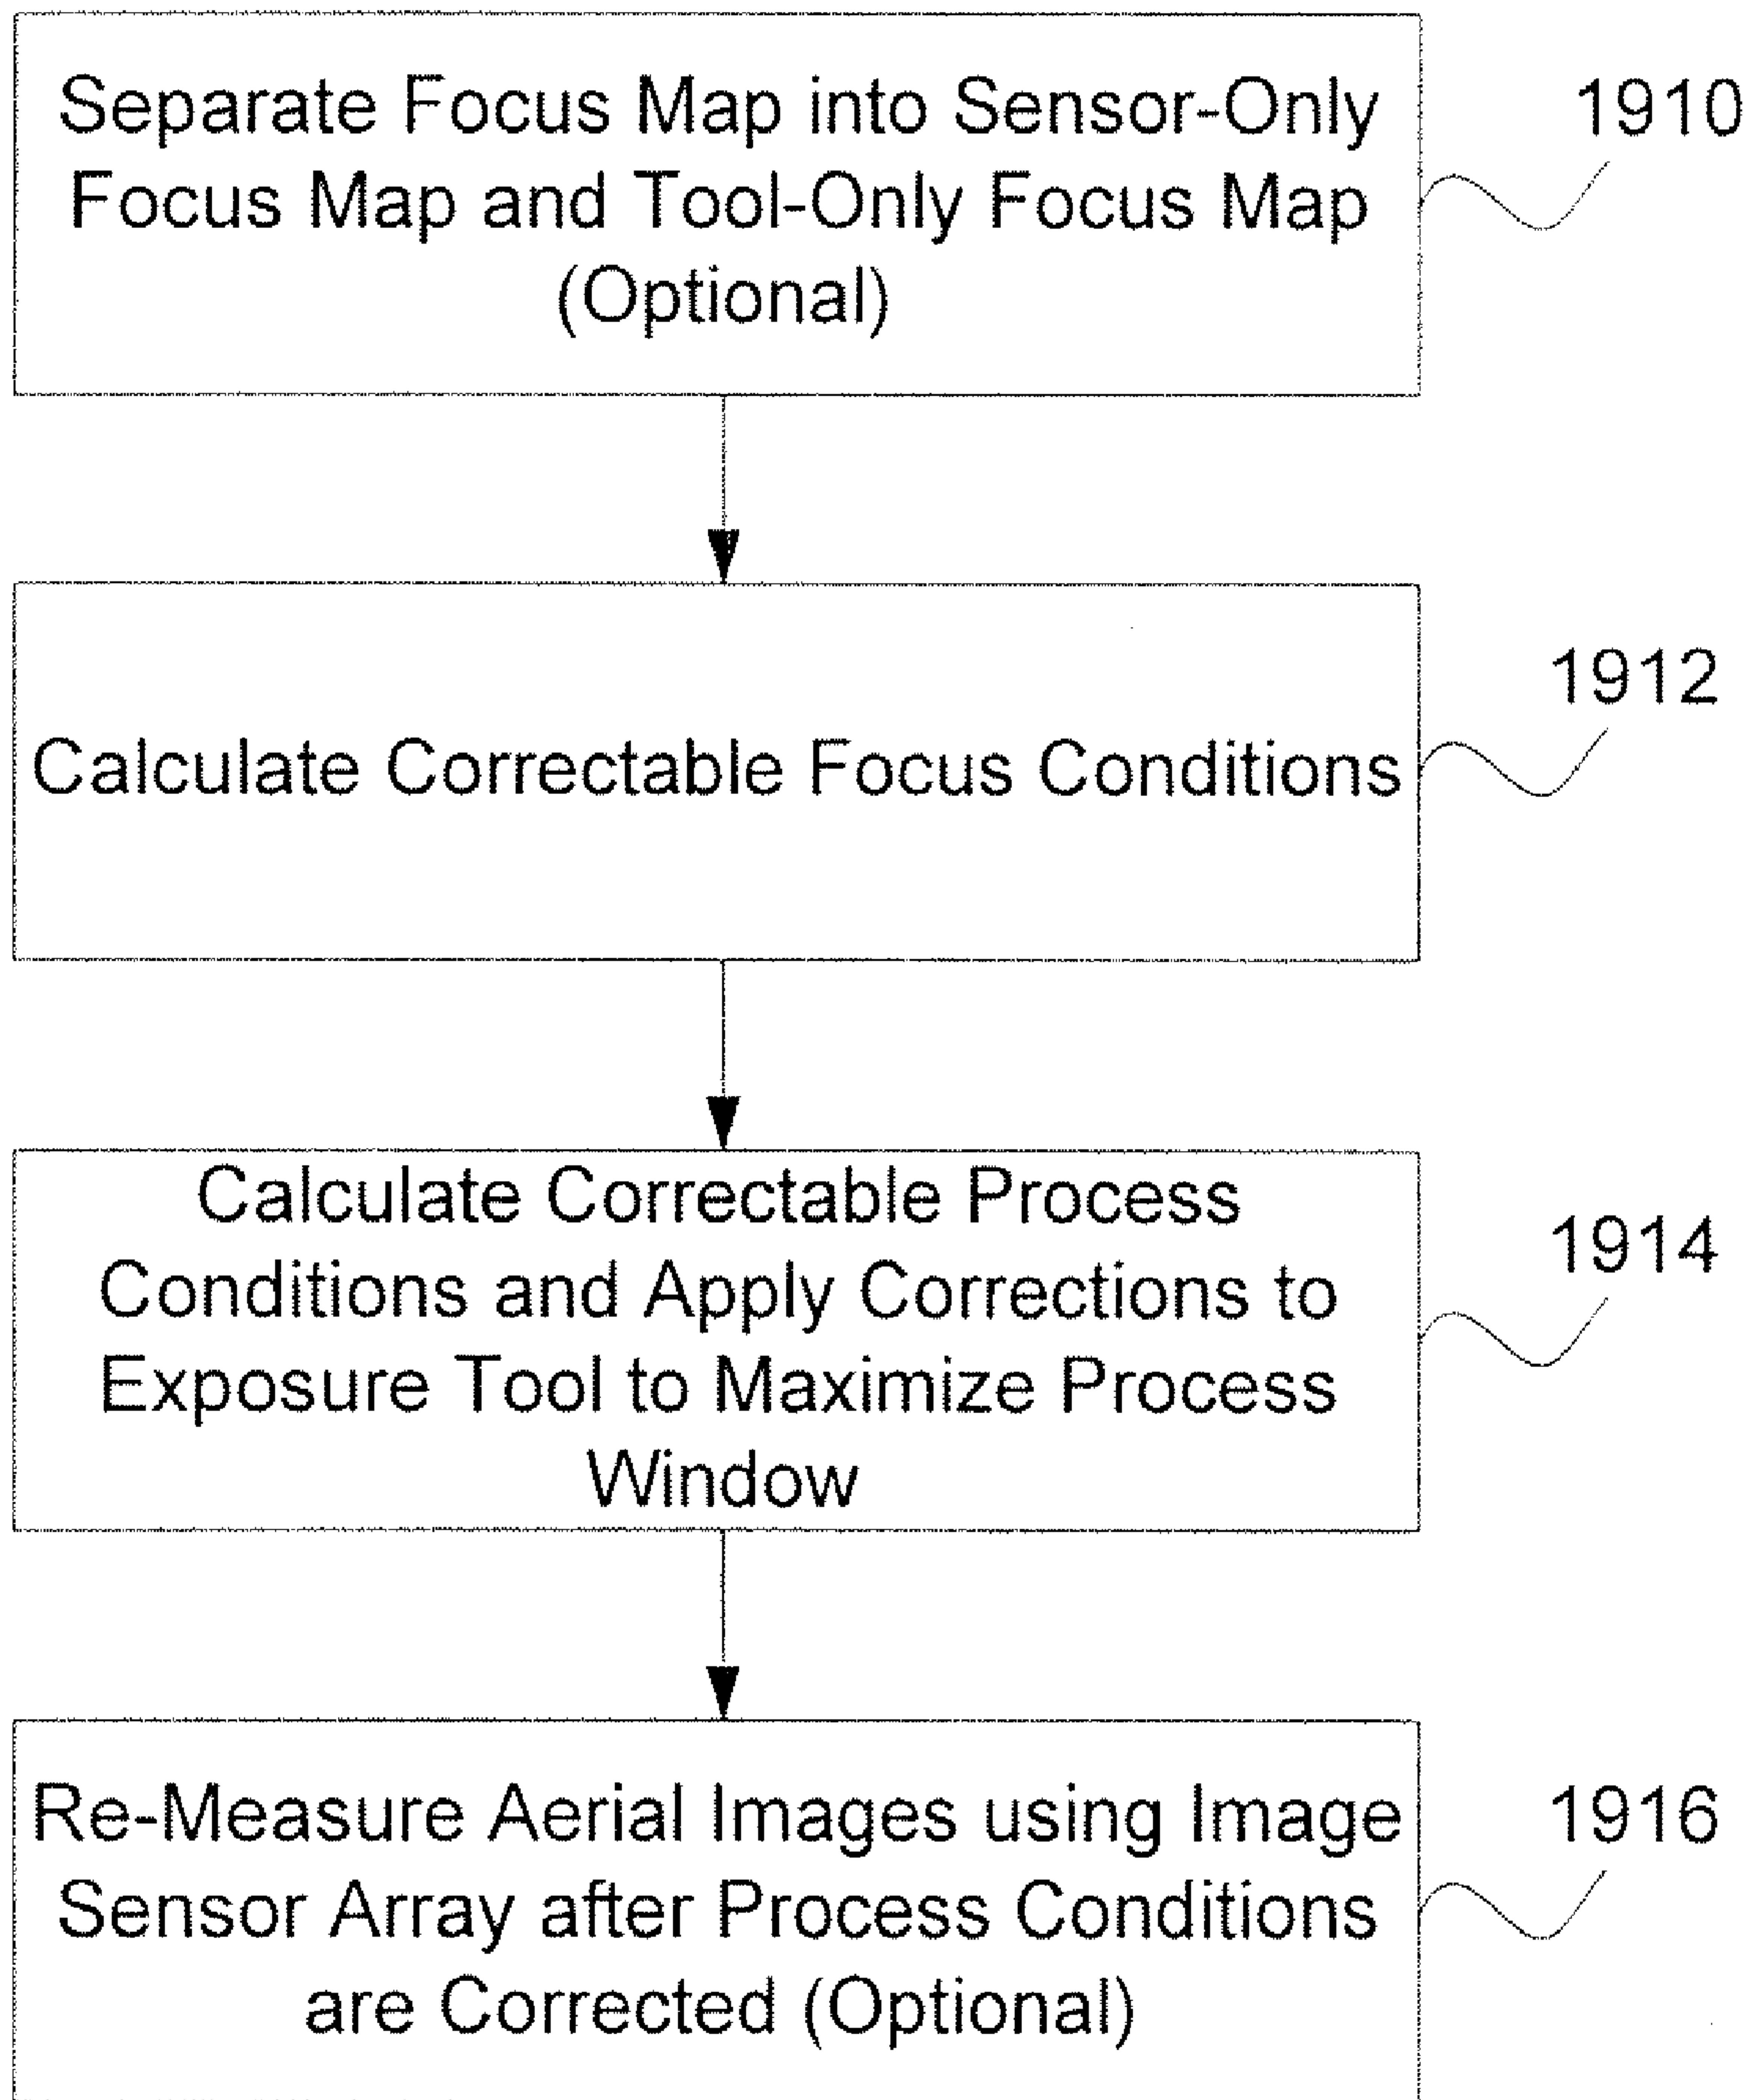 Separate Focus Map into Sensor-Only
Focus Map and Tool-Only Focus Map
(Optional)
1910
Calculate Correctable Focus Conditions
1912
Calculate Correctable Process
Conditions and Apply Corrections to
Exposure Tool to Maximize Process
Window
1914
Re-Measure Aerial Images using Image
Sensor Array after Process Conditions
are Corrected (Optional)
1916